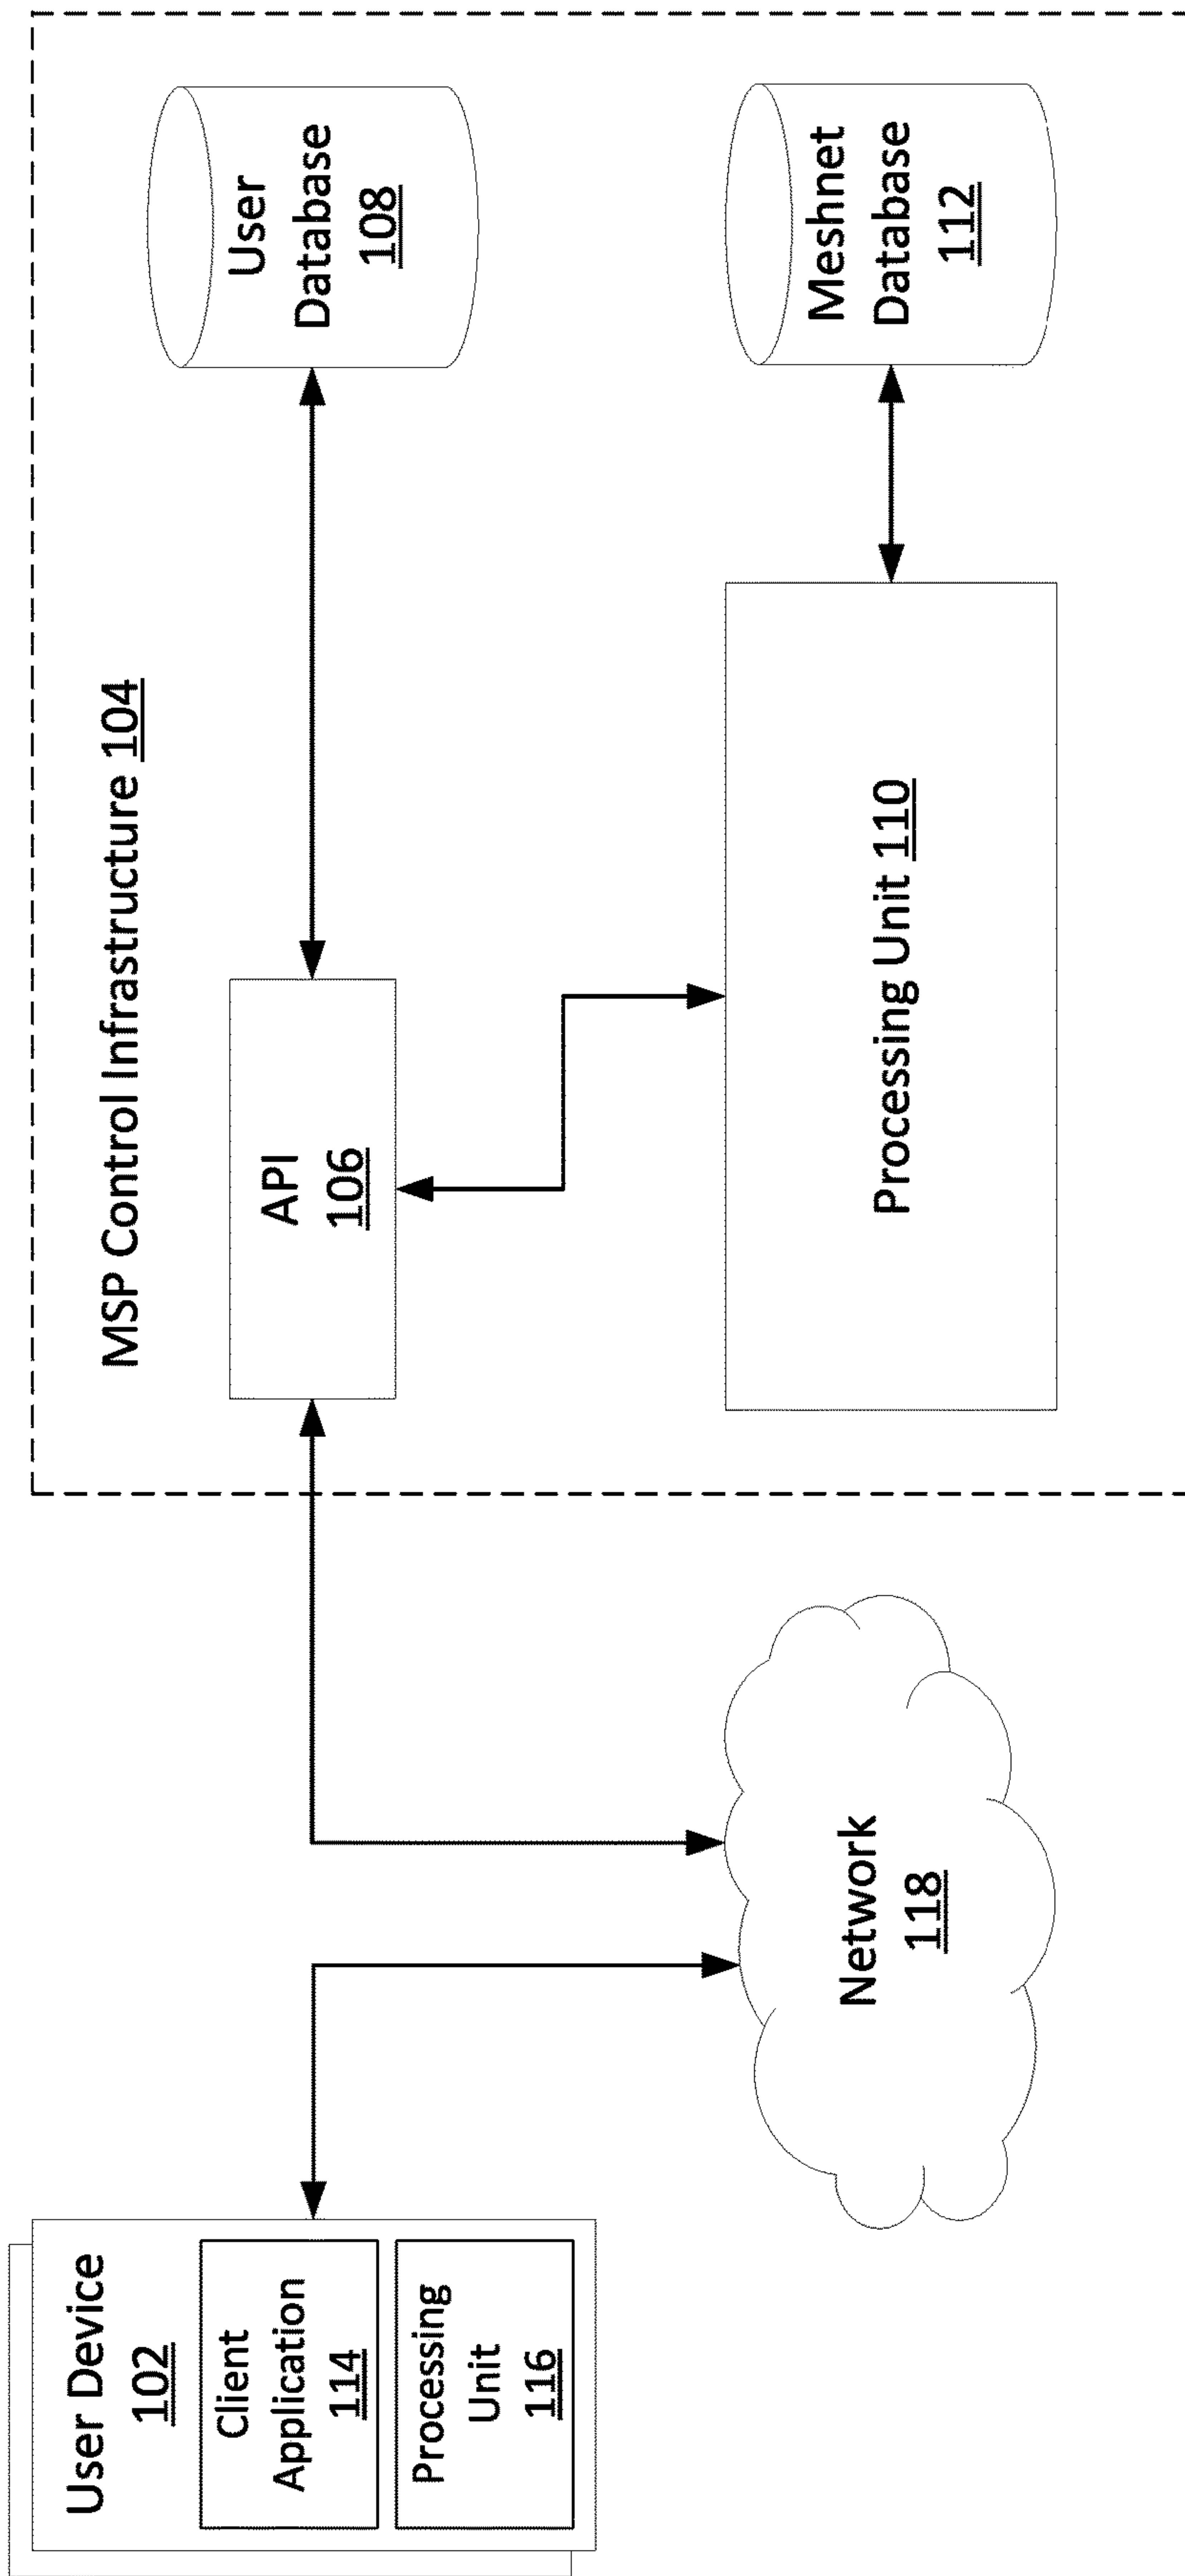 User Device
102
Client
Application
114
Processing
Unit
116
Network
118
MSP Control Infrastructure 104
API
106
User
Database
108
Processing Unit 110
Meshnet
Database
112